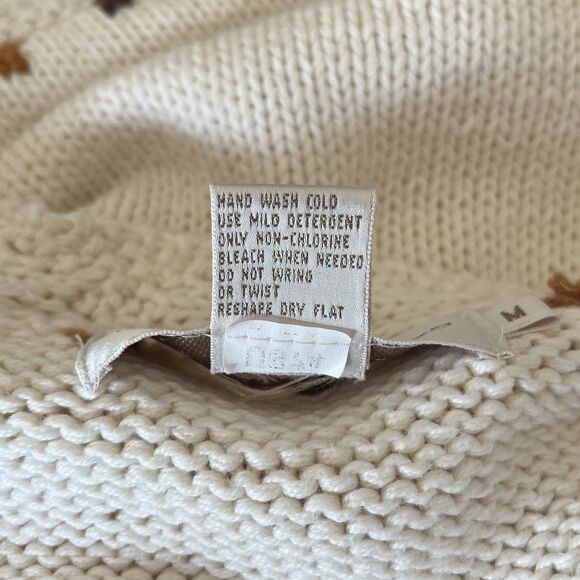 HAND WASH COLD
USE MILD DETERGENT
ONLY NON-CHLORINE
BLEACH WHEN NEEDED
DO NOT WRING
OR TWIST
RESHAPE DRY FLAT
M